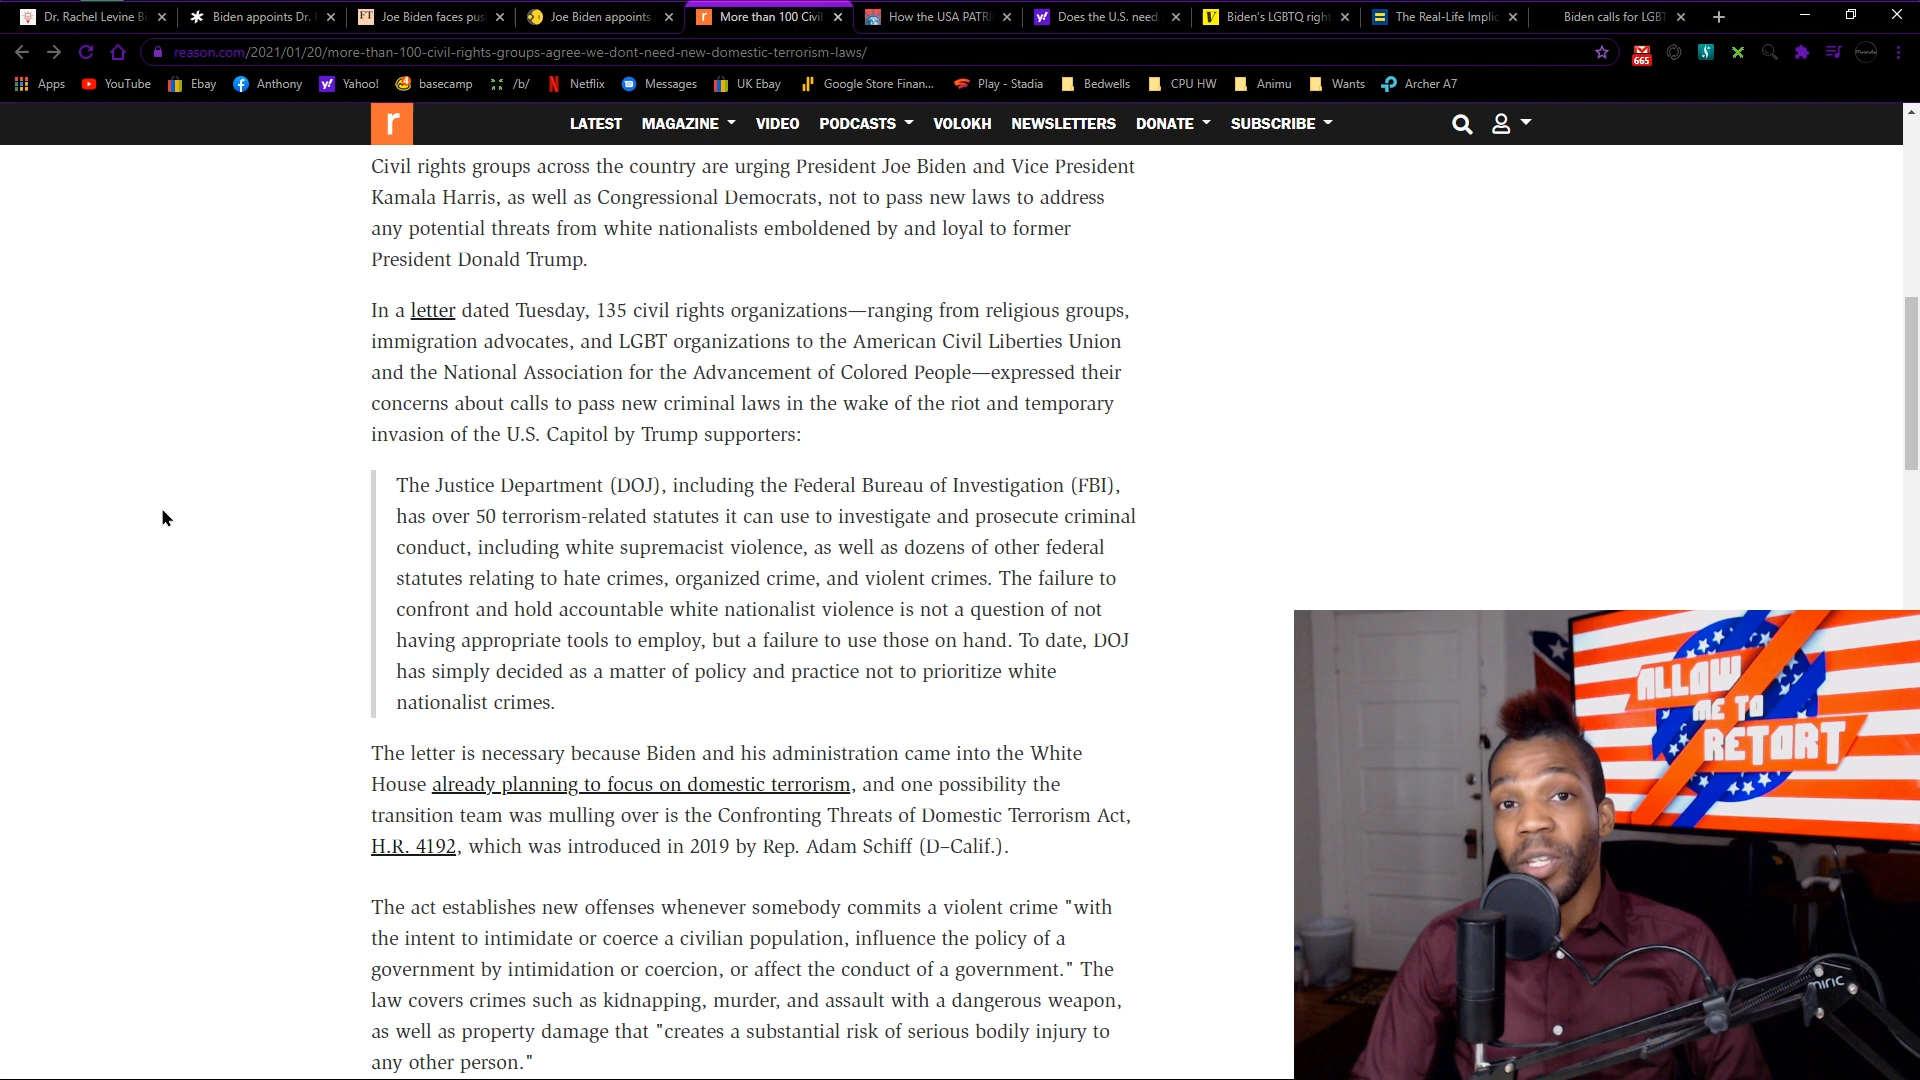 Dr. Rachel Levine Bi
Biden appoints Dr.
FT
Joe Biden faces pus
Joe Biden appoints
r
More than 100 Civil
How the USA PATRI
Does the U.S. need
V
Biden's LGBTQ right
The Real-Life Implic
Biden calls for LGBT
reason.com/2021/01/20/more-than-100-civil-rights-groups-agree-we-dont-need-new-domestic-terrorism-laws/
665
Apps
YouTube
Ebay
Anthony
Yahoo!
basecamp
/b/
Netflix
Messages
UK Ebay
Google Store Finan...
Play - Stadia
Bedwells
CPU HW
Animu
Wants
Archer A7
r
LATEST
MAGAZINE
VIDEO
PODCASTS
VOLOKH
NEWSLETTERS
DONATE
SUBSCRIBE
Civil rights groups across the country are urging President Joe Biden and Vice President
Kamala Harris, as well as Congressional Democrats, not to pass new laws to address
any potential threats from white nationalists emboldened by and loyal to former
President Donald Trump.
In a letter dated Tuesday, 135 civil rights organizations—ranging from religious groups,
immigration advocates, and LGBT organizations to the American Civil Liberties Union
and the National Association for the Advancement of Colored People—expressed their
concerns about calls to pass new criminal laws in the wake of the riot and temporary
invasion of the U.S. Capitol by Trump supporters:
The Justice Department (DOJ), including the Federal Bureau of Investigation (FBI),
has over 50 terrorism-related statutes it can use to investigate and prosecute criminal
conduct, including white supremacist violence, as well as dozens of other federal
statutes relating to hate crimes, organized crime, and violent crimes. The failure to
confront and hold accountable white nationalist violence is not a question of not
having appropriate tools to employ, but a failure to use those on hand. To date, DOJ
has simply decided as a matter of policy and practice not to prioritize white
nationalist crimes.
The letter is necessary because Biden and his administration came into the White
House already planning to focus on domestic terrorism, and one possibility the
transition team was mulling over is the Confronting Threats of Domestic Terrorism Act,
H.R. 4192, which was introduced in 2019 by Rep. Adam Schiff (D–Calif.).
The act establishes new offenses whenever somebody commits a violent crime "with
the intent to intimidate or coerce a civilian population, influence the policy of a
government by intimidation or coercion, or affect the conduct of a government." The
law covers crimes such as kidnapping, murder, and assault with a dangerous weapon,
as well as property damage that "creates a substantial risk of serious bodily injury to
any other person."
ALLOW
ME TO
RETORT